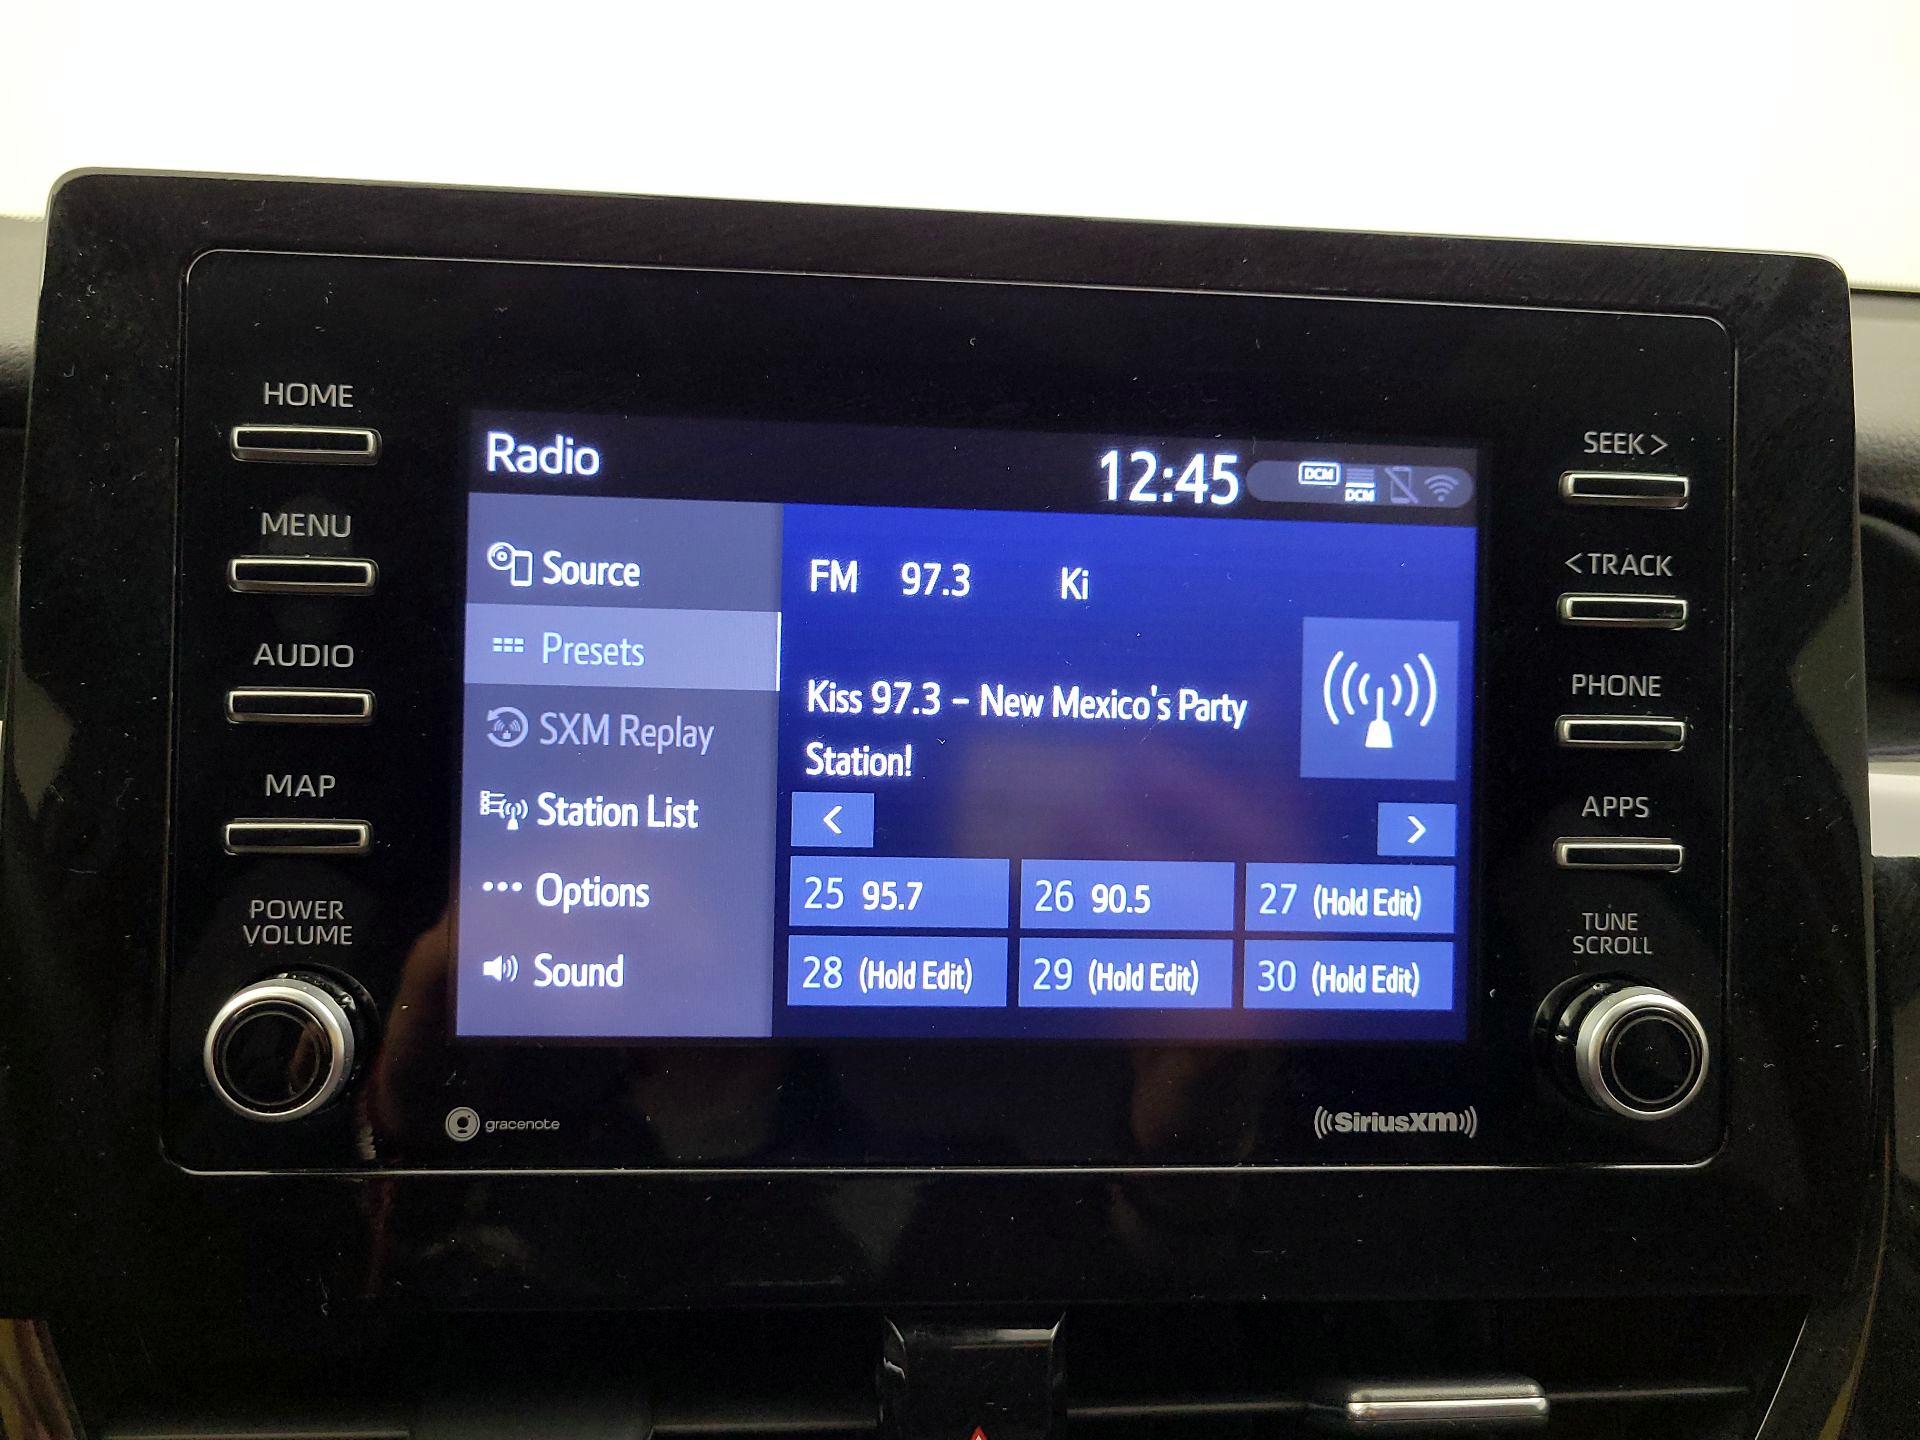 HOME
MENU
AUDIO
MAP
POWER
VOLUME
Radio
12:45
DCM
DCM
Source
Presets
SXM Replay
Station List
Options
Sound
FM 97.3 Ki
Kiss 97.3 - New Mexico's Party
Station!
<
>
25 95.7
26 90.5
27 (Hold Edit)
28 (Hold Edit)
29 (Hold Edit)
30 (Hold Edit)
SEEK >
< TRACK
PHONE
APPS
TUNE
SCROLL
gracenote
((SiriusXM))